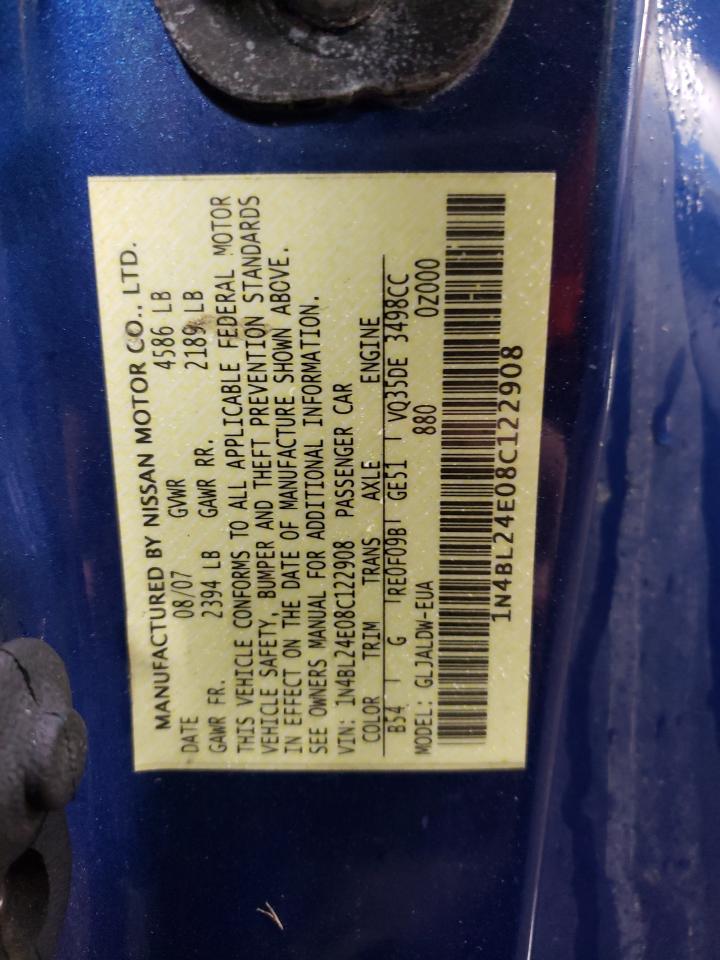 MANUFACTURED BY NISSAN MOTOR CO., LTD.
DATE 08/07 GVWR 4586 LB
GAWR FR. 2394 LB GAWR RR. 2189 LB
THIS VEHICLE CONFORMS TO ALL APPLICABLE FEDERAL MOTOR
VEHICLE SAFETY, BUMPER AND THEFT PREVENTION STANDARDS
IN EFFECT ON THE DATE OF MANUFACTURE SHOWN ABOVE.
SEE OWNERS MANUAL FOR ADDITIONAL INFORMATION.
VIN: 1N4BL24E08C122908 PASSENGER CAR
COLOR TRIM TRANS AXLE ENGINE
B54 G RE0F09B GE51 VQ35DE 3498CC
MODEL: GLJALDW-EUA 880 0Z000
1N4BL24E08C122908